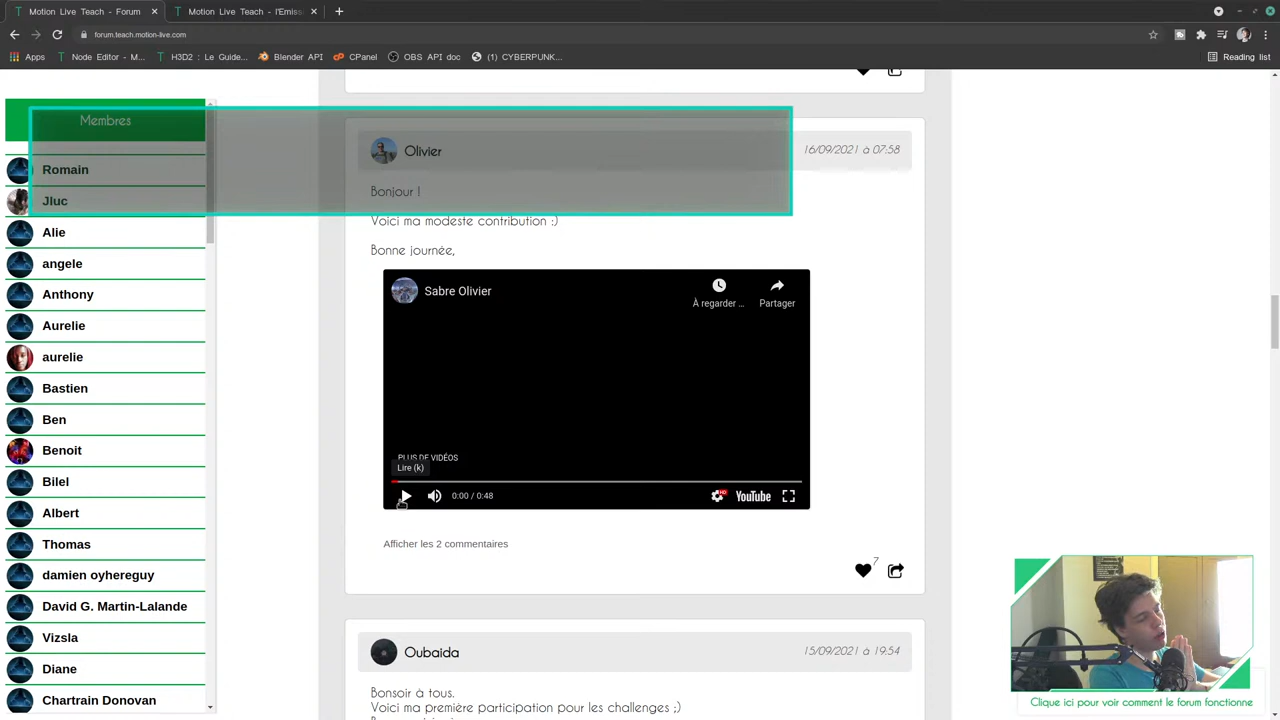 Motion Live Teach - Forum
Motion Live Teach - l'Emiss
forum.teach.motion-live.com
Apps
Node Editor - M...
H3D2 : Le Guide...
Blender API
CPanel
OBS API doc
(1) CYBERPUNK...
Reading list
Membres
Romain
Jluc
Alie
angele
Anthony
Aurelie
aurelie
Bastien
Ben
Benoit
Bilel
Albert
Thomas
damien oyhereguy
David G. Martin-Lalande
Vizsla
Diane
Chartrain Donovan
Olivier
16/09/2021 à 07:58
Bonjour !
Voici ma modeste contribution :)
Bonne journée,
Sabre Olivier
À regarder ...
Partager
PLUS DE VIDÉOS
Lire (k)
0:00 / 0:48
HD
YouTube
Afficher les 2 commentaires
7
Oubaida
15/09/2021 à 19:54
Bonsoir à tous.
Voici ma première participation pour les challenges ;)
Clique ici pour voir comment le forum fonctionne